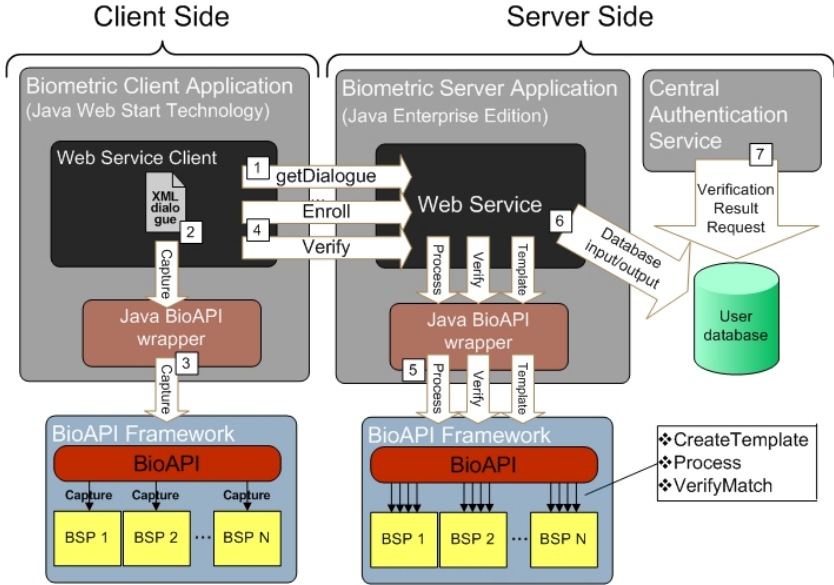 Client Side
Server Side
Biometric Client Application
(Java Web Start Technology)
Web Service Client
XML
dialo
gue
2
Capture
Java BioAPI
wrapper
3
Capture
BioAPI Framework
BioAPI
Capture
Capture
Capture
BSP 1
BSP 2
...
BSP N
1
getDialogue
...
Enroll
4
Verify
Biometric Server Application
(Java Enterprise Edition)
Web Service
6
Process
Verify
Template
Java BioAPI
wrapper
5
Process
Verify
Template
BioAPI Framework
BioAPI
BSP 1
BSP 2
...
BSP N
Central
Authentication
Service
7
Verification
Result
Request
Database
input/output
User
database
❖CreateTemplate
❖Process
❖VerifyMatch